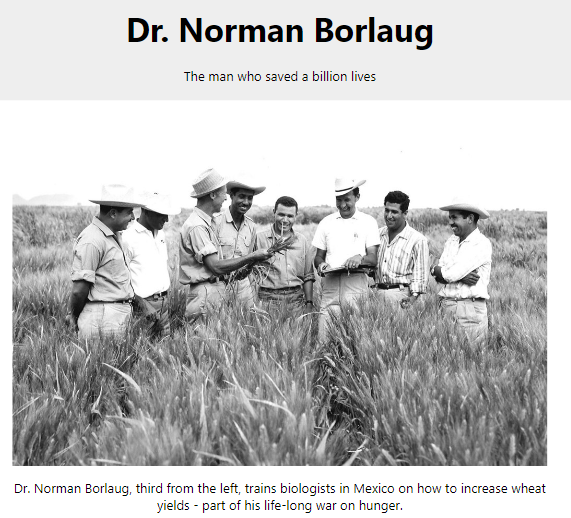 Dr. Norman Borlaug
The man who saved a billion lives
Dr. Norman Borlaug, third from the left, trains biologists in Mexico on how to increase wheat
yields - part of his life-long war on hunger.